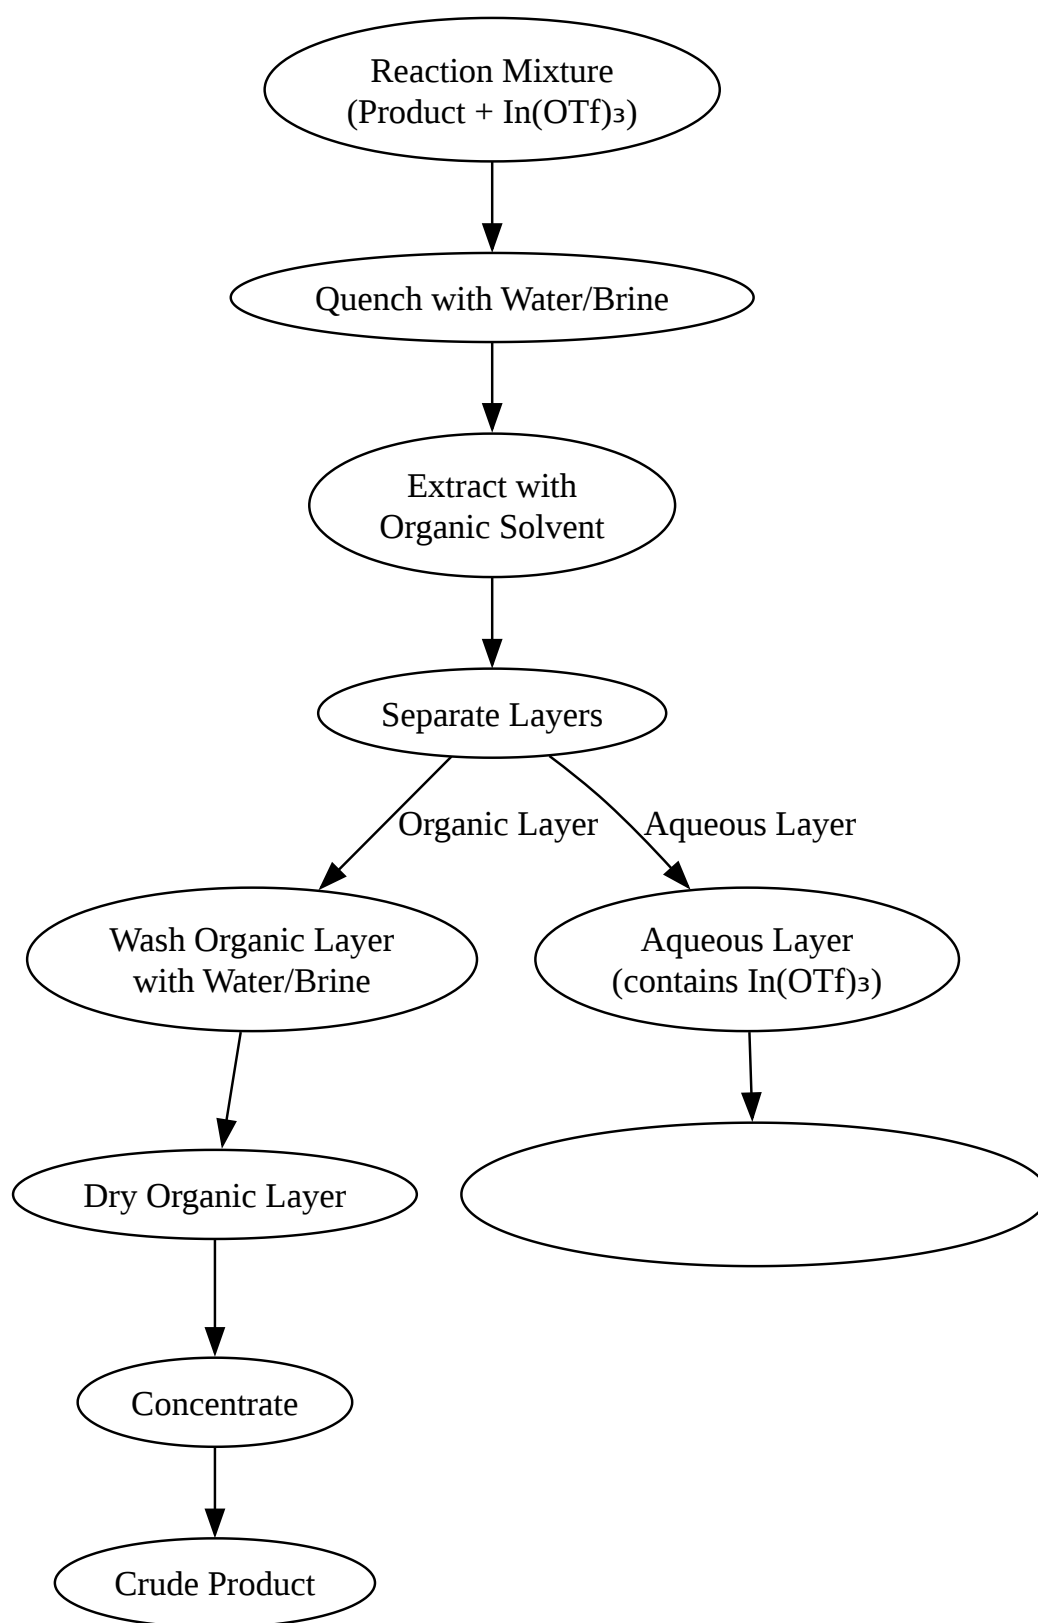 Reaction Mixture
(Product + In(OTf)₃)
Quench with Water/Brine
Extract with
Organic Solvent
Separate Layers
Organic Layer
Aqueous Layer
Wash Organic Layer
with Water/Brine
Aqueous Layer
(contains In(OTf)₃)
Dry Organic Layer
Concentrate
Crude Product